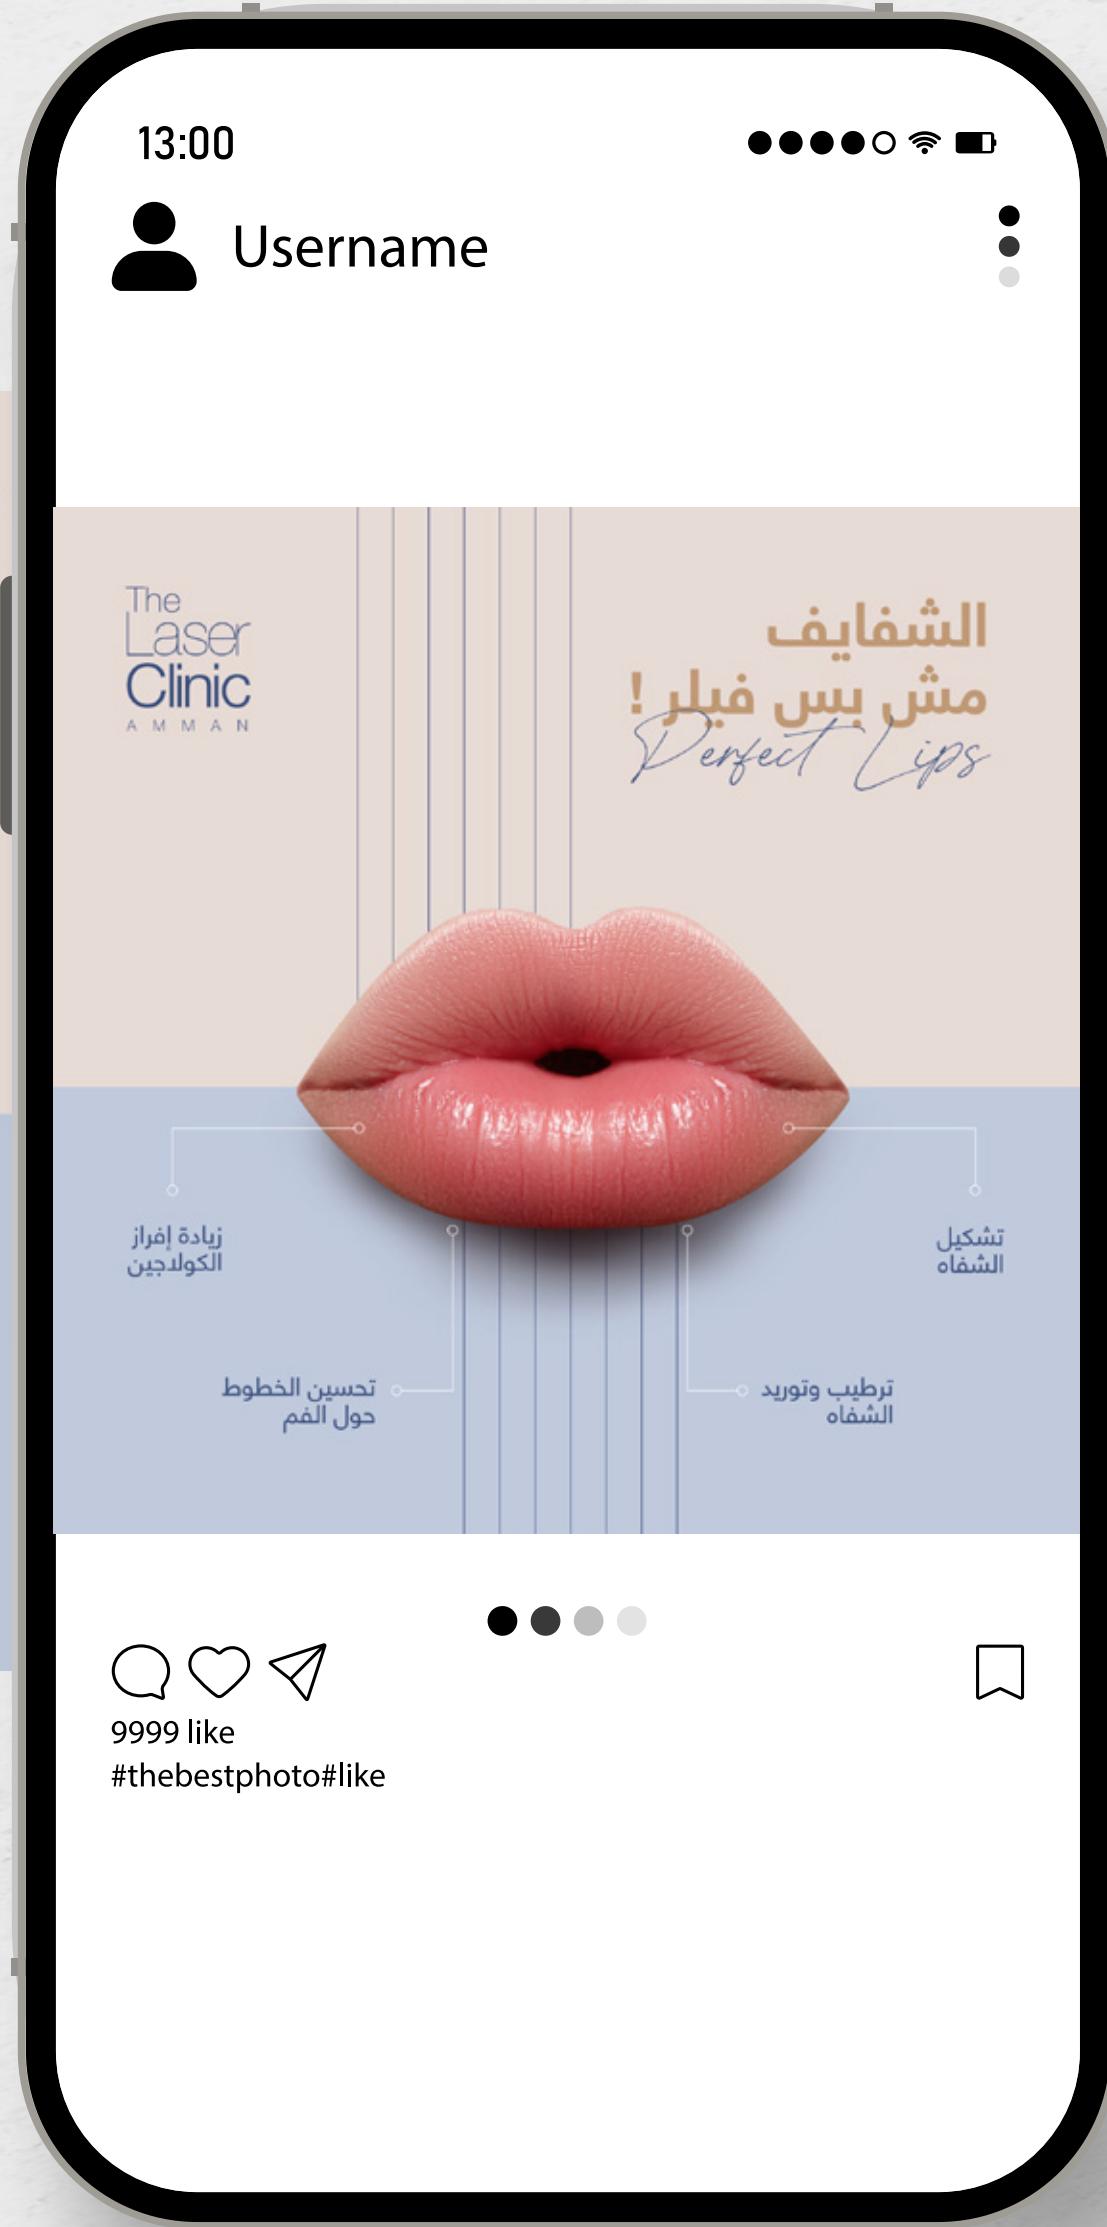 13:00
Username
The
Laser
Clinic
AMMAN
الشفايف
مش بس فيلر !
Perfect Lips
زيادة إفراز
الكولاجين
تشكيل
الشفاه
تحسين الخطوط
حول الفم
ترطيب وتوريد
الشفاه
9999 like
#thebestphoto#like